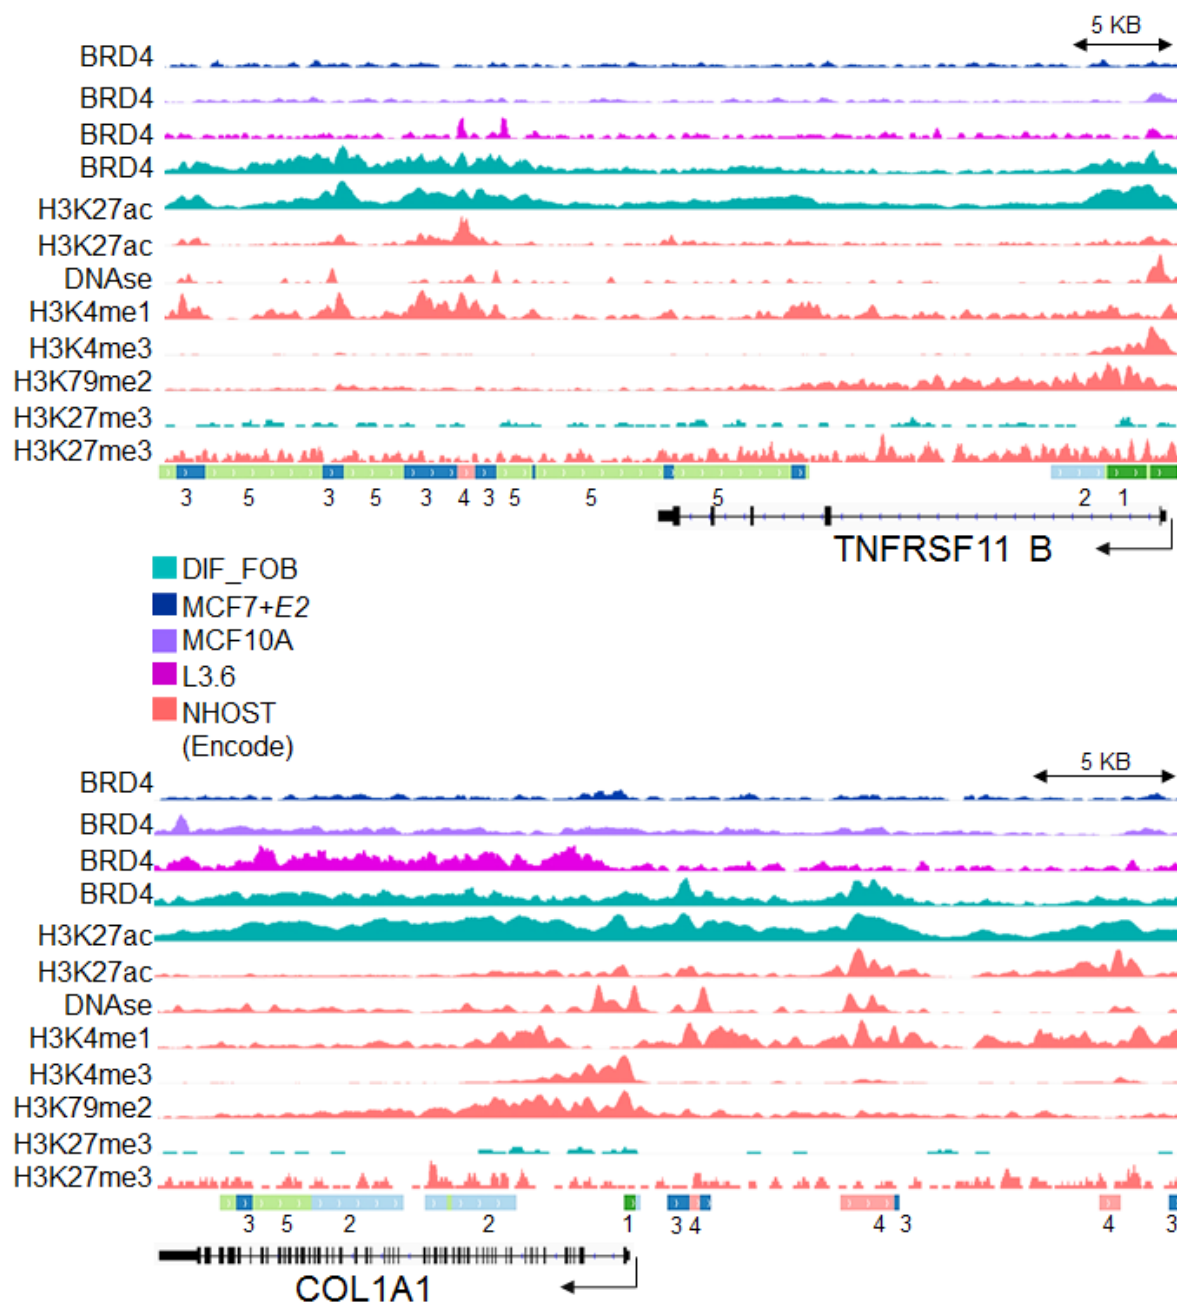 5 KB
BRD4
BRD4
BRD4
BRD4
H3K27ac
H3K27ac
DNAse
H3K4me1
H3K4me3
H3K79me2
H3K27me3
H3K27me3
3 5 3 5 3 4 3 5 5 5 2 1
TNFRSF11 B
DIF_FOB
MCF7+E2
MCF10A
L3.6
NHOST
(Encode)
5 KB
BRD4
BRD4
BRD4
BRD4
H3K27ac
H3K27ac
DNAse
H3K4me1
H3K4me3
H3K79me2
H3K27me3
H3K27me3
3 5 2 2 1 3 4 4 3 4 3
COL1A1